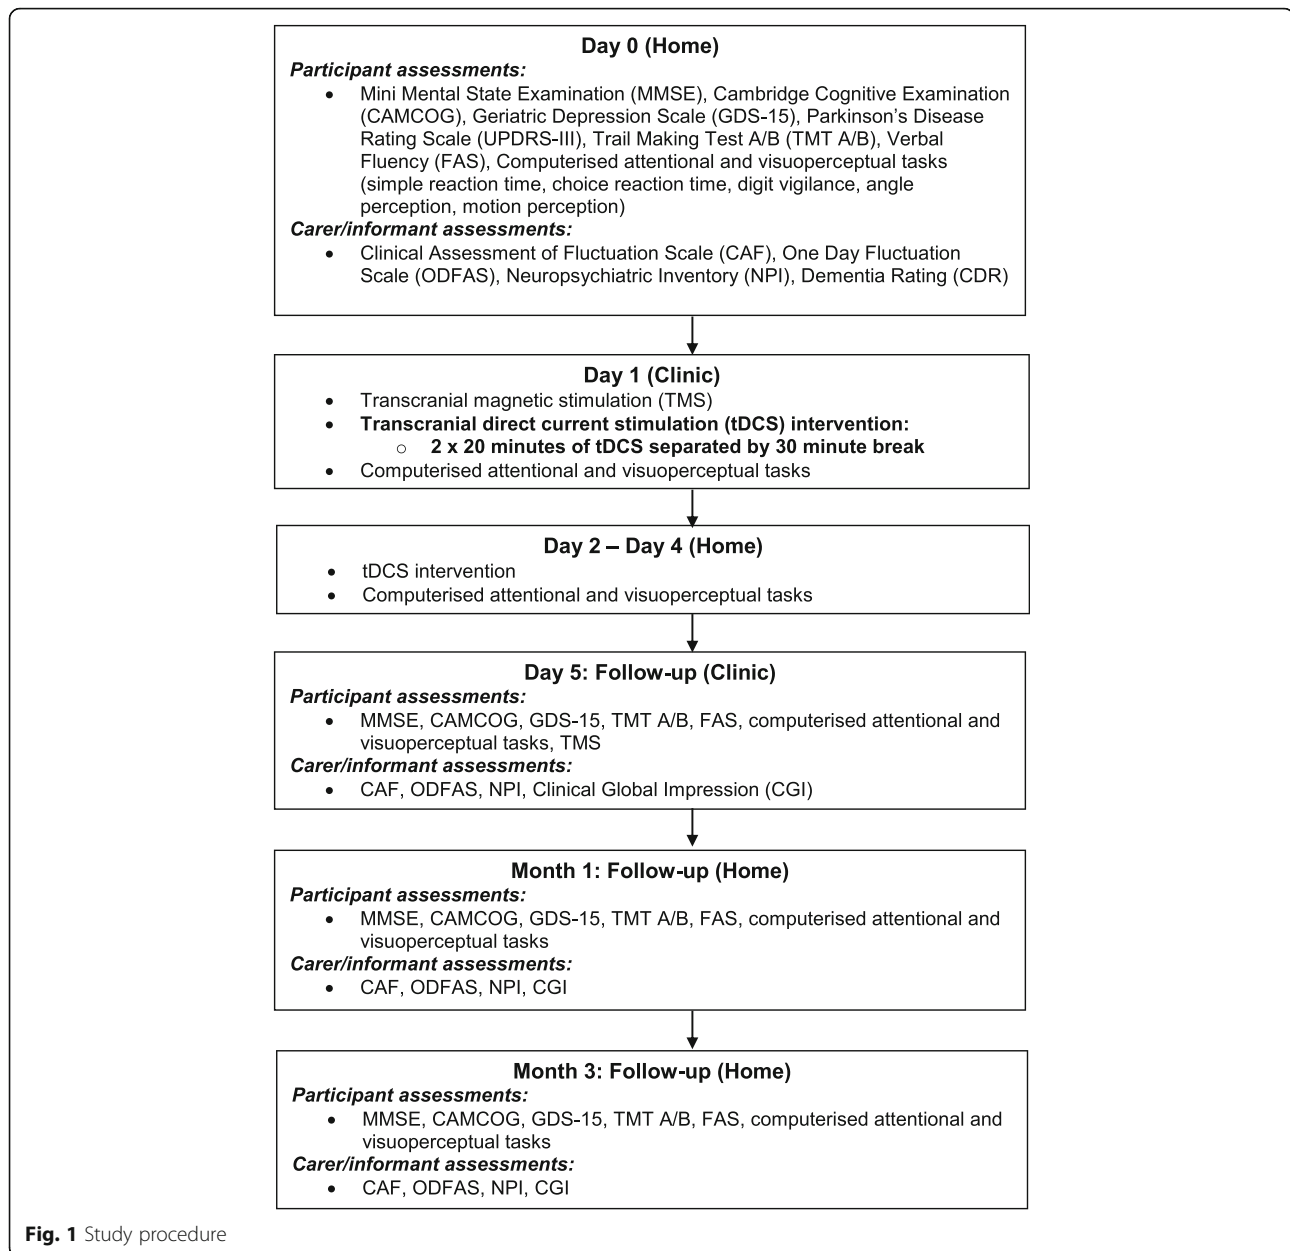 Day 0 (Home)
Participant assessments:
• Mini Mental State Examination (MMSE), Cambridge Cognitive Examination
(CAMCOG), Geriatric Depression Scale (GDS-15), Parkinson's Disease
Rating Scale (UPDRS-III), Trail Making Test A/B (TMT A/B), Verbal
Fluency (FAS), Computerised attentional and visuoperceptual tasks
(simple reaction time, choice reaction time, digit vigilance, angle
perception, motion perception)
Carer/informant assessments:
• Clinical Assessment of Fluctuation Scale (CAF), One Day Fluctuation
Scale (ODFAS), Neuropsychiatric Inventory (NPI), Dementia Rating (CDR)
Day 1 (Clinic)
• Transcranial magnetic stimulation (TMS)
• Transcranial direct current stimulation (tDCS) intervention:
o 2 x 20 minutes of tDCS separated by 30 minute break
• Computerised attentional and visuoperceptual tasks
Day 2 – Day 4 (Home)
• tDCS intervention
• Computerised attentional and visuoperceptual tasks
Day 5: Follow-up (Clinic)
Participant assessments:
• MMSE, CAMCOG, GDS-15, TMT A/B, FAS, computerised attentional and
visuoperceptual tasks, TMS
Carer/informant assessments:
• CAF, ODFAS, NPI, Clinical Global Impression (CGI)
Month 1: Follow-up (Home)
Participant assessments:
• MMSE, CAMCOG, GDS-15, TMT A/B, FAS, computerised attentional and
visuoperceptual tasks
Carer/informant assessments:
• CAF, ODFAS, NPI, CGI
Month 3: Follow-up (Home)
Participant assessments:
• MMSE, CAMCOG, GDS-15, TMT A/B, FAS, computerised attentional and
visuoperceptual tasks
Carer/informant assessments:
• CAF, ODFAS, NPI, CGI
Fig. 1 Study procedure